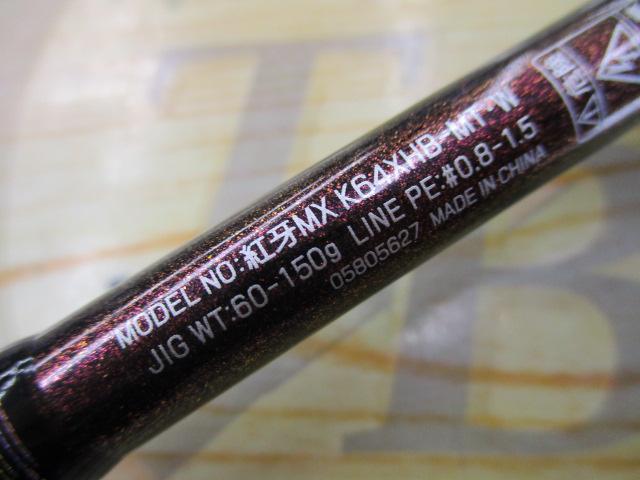 MODEL NO:紅牙MX K64XHB-MT･W
JIG WT:60-150g LINE PE:#0.8-1.5
05805627 MADE IN CHINA